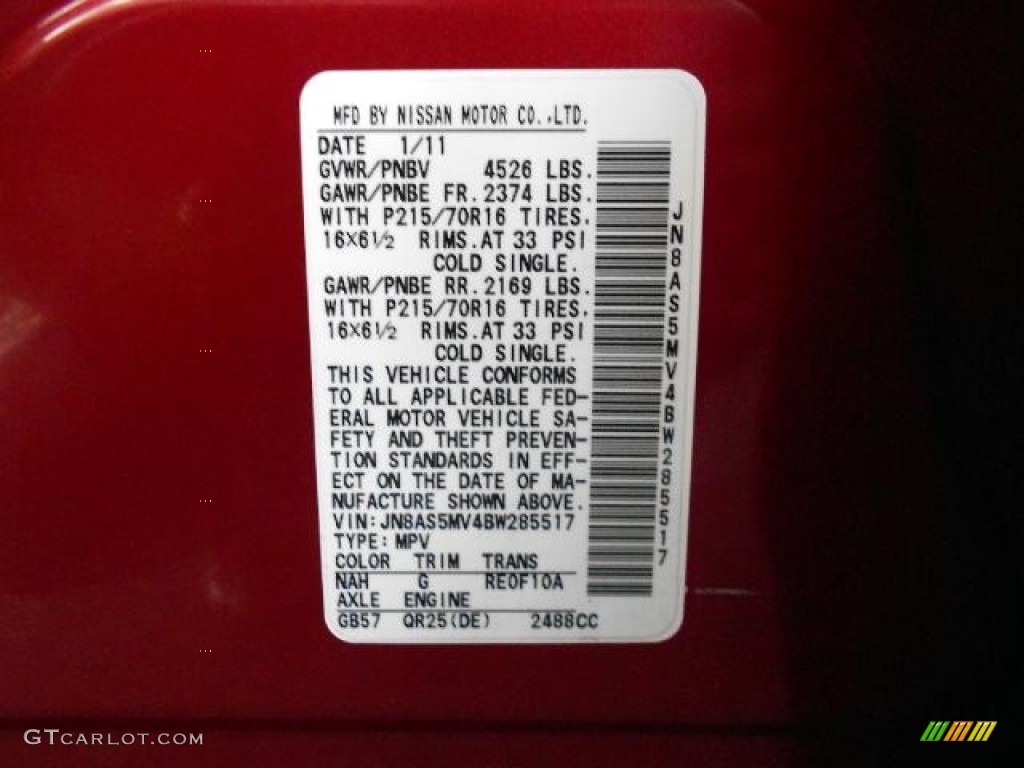 MFD BY NISSAN MOTOR CO.,LTD.
DATE 1/11
GVWR/PNBV 4526 LBS.
GAWR/PNBE FR. 2374 LBS.
WITH P215/70R16 TIRES.
16X6½ RIMS. AT 33 PSI
COLD SINGLE.
GAWR/PNBE RR. 2169 LBS.
WITH P215/70R16 TIRES.
16X6½ RIMS. AT 33 PSI
COLD SINGLE.
THIS VEHICLE CONFORMS
TO ALL APPLICABLE FED-
ERAL MOTOR VEHICLE SA-
FETY AND THEFT PREVEN-
TION STANDARDS IN EFF-
ECT ON THE DATE OF MA-
NUFACTURE SHOWN ABOVE.
VIN: JN8AS5MV4BW285517
TYPE: MPV
COLOR TRIM TRANS
NAH G RE0F10A
AXLE ENGINE
GB57 QR25(DE) 2488CC
JN8AS5MV4BW285517
GTCARLOT.COM